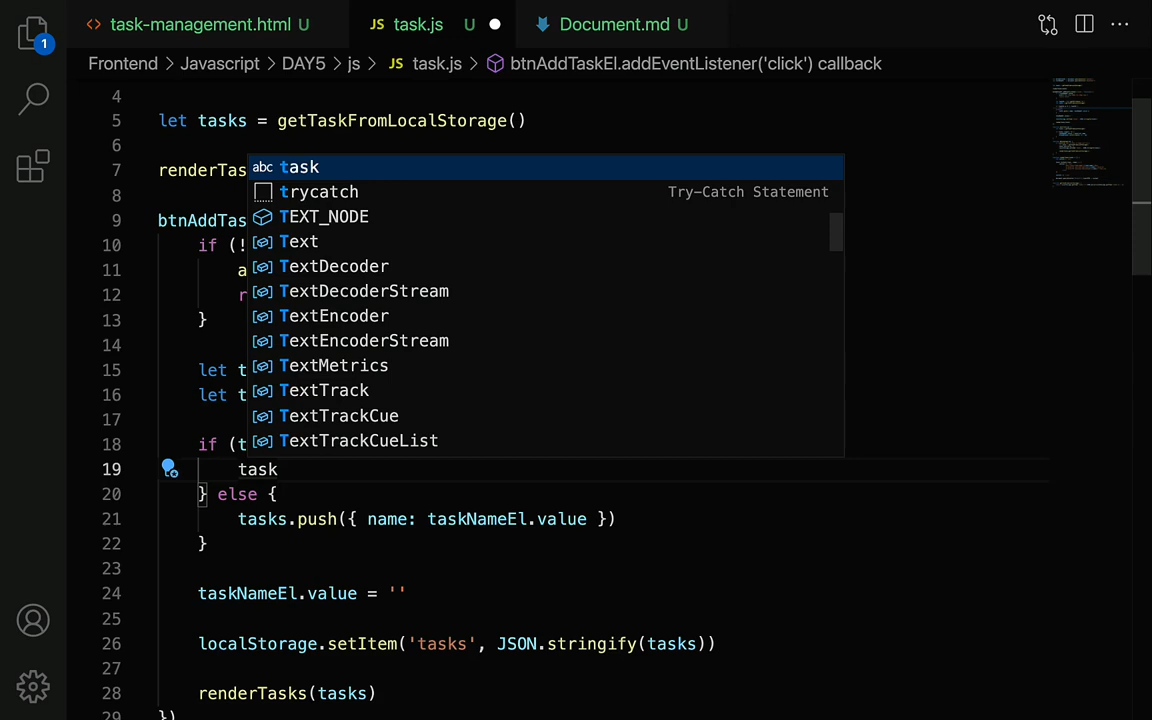 task-management.html U
JS task.js U
Document.md U
1
Frontend > Javascript > DAY5 > js > JS task.js > btnAddTaskEl.addEventListener('click') callback
4
5 let tasks = getTaskFromLocalStorage()
6
7 renderTas
8
9 btnAddTas
10 if (!
11 a
12 r
13 }
14
15 let t
16 let t
17
18 if (t
19 task
20 } else {
21 tasks.push({ name: taskNameEl.value })
22 }
23
24 taskNameEl.value = ''
25
26 localStorage.setItem('tasks', JSON.stringify(tasks))
27
28 renderTasks(tasks)
29 })
abc task
trycatch Try-Catch Statement
TEXT_NODE
Text
TextDecoder
TextDecoderStream
TextEncoder
TextEncoderStream
TextMetrics
TextTrack
TextTrackCue
TextTrackCueList